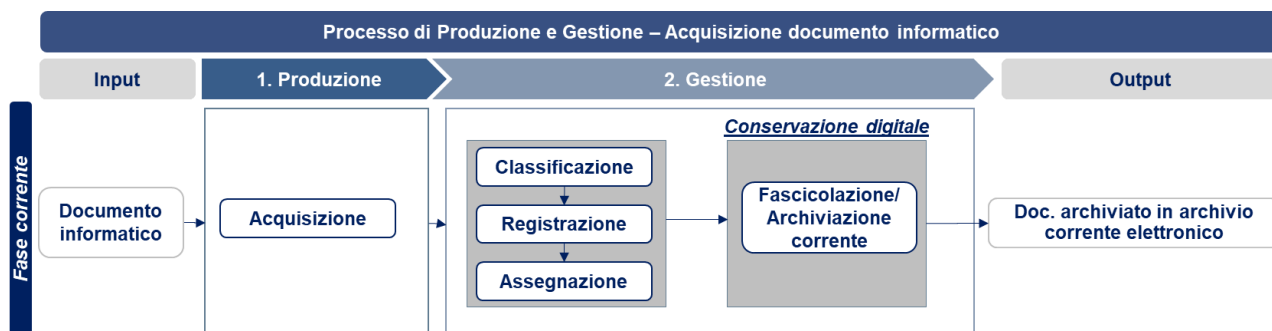 Processo di Produzione e Gestione – Acquisizione documento informatico
Input
1. Produzione
2. Gestione
Output
Fase corrente
Documento
informatico
Acquisizione
Classificazione
Registrazione
Assegnazione
Conservazione digitale
Fascicolazione/
Archiviazione
corrente
Doc. archiviato in archivio
corrente elettronico